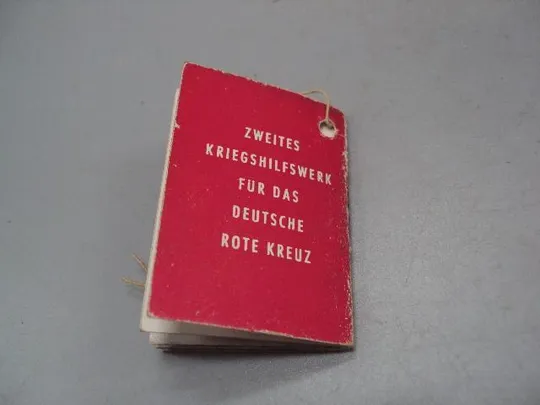 ZWEITES
KRIEGSHILFSWERK
FÜR DAS
DEUTSCHE
ROTE KREUZ